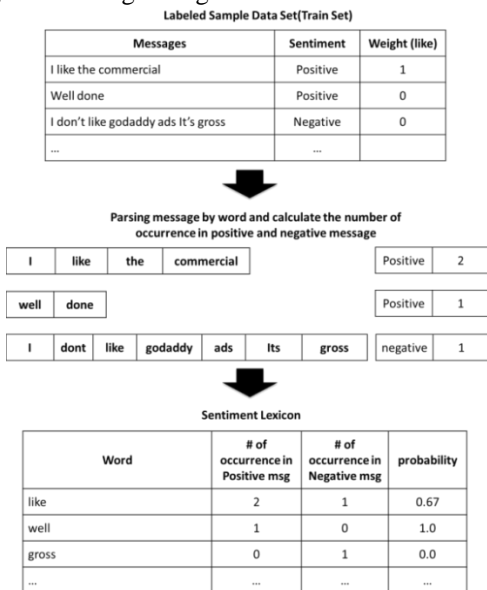 Labeled Sample Data Set(Train Set)
Messages Sentiment Weight (like)
I like the commercial Positive 1
Well done Positive 0
I don't like godaddy ads It's gross Negative 0
... ...
Parsing message by word and calculate the number of
occurrence in positive and negative message
I like the commercial Positive 2
well done Positive 1
I dont like godaddy ads Its gross negative 1
Sentiment Lexicon
Word # of occurrence in Positive msg # of occurrence in Negative msg probability
like 2 1 0.67
well 1 0 1.0
gross 0 1 0.0
... ... ... ...